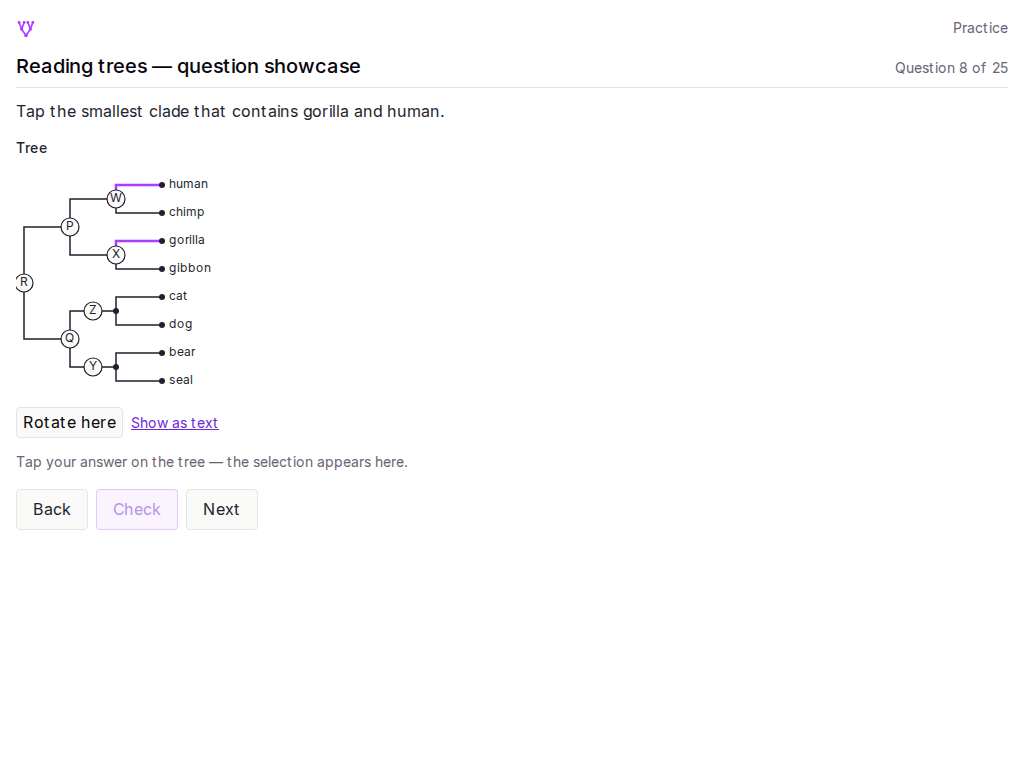 Practice
Reading trees — question showcase
Question 8 of 25
Tap the smallest clade that contains gorilla and human.
Tree
human
W
chimp
P
gorilla
X
gibbon
R
cat
Z
dog
Q
bear
Y
seal
Rotate here Show as text
Tap your answer on the tree — the selection appears here.
Back Check Next